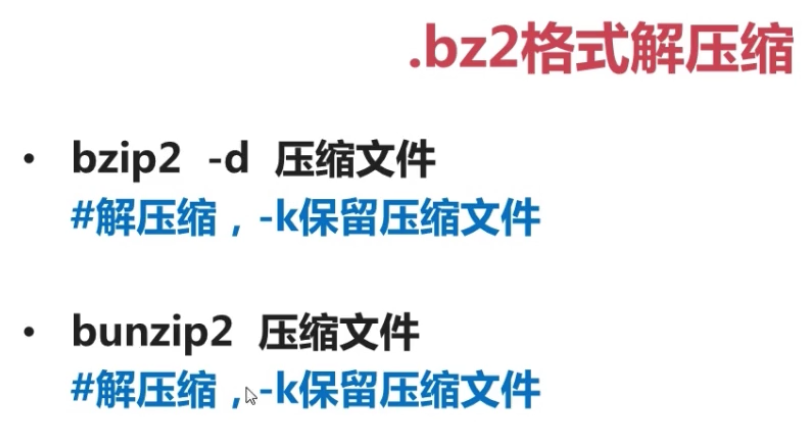 .bz2格式解压缩
• bzip2 -d 压缩文件
#解压缩，-k保留压缩文件
• bunzip2 压缩文件
#解压缩，-k保留压缩文件